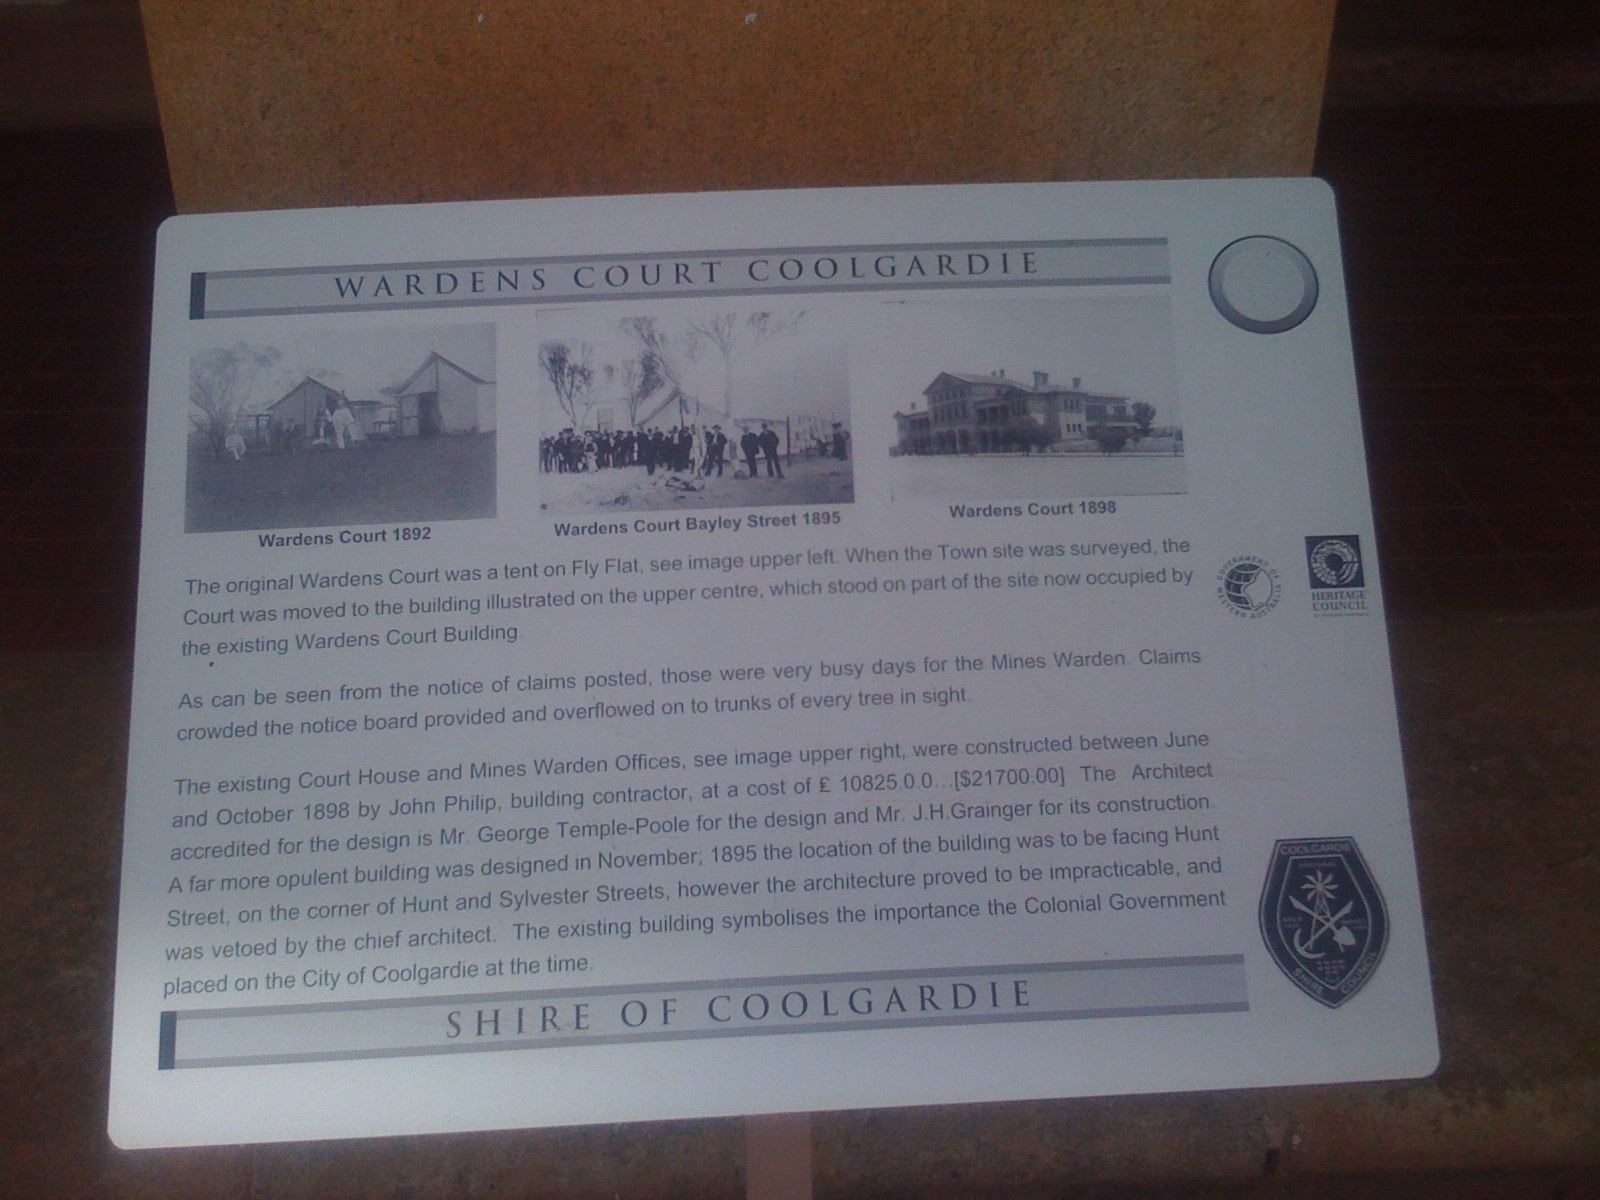 WARDENS COURT COOLGARDIE
Wardens Court 1892
Wardens Court Bayley Street 1895
Wardens Court 1898
The original Wardens Court was a tent on Fly Flat, see image upper left. When the Town site was surveyed, the
Court was moved to the building illustrated on the upper centre, which stood on part of the site now occupied by
the existing Wardens Court Building.
As can be seen from the notice of claims posted, those were very busy days for the Mines Warden. Claims
crowded the notice board provided and overflowed on to trunks of every tree in sight.
The existing Court House and Mines Warden Offices, see image upper right, were constructed between June
and October 1898 by John Philip, building contractor, at a cost of £ 10825.0.0...[$21700.00] The Architect
accredited for the design is Mr. George Temple-Poole for the design and Mr. J.H.Grainger for its construction.
A far more opulent building was designed in November; 1895 the location of the building was to be facing Hunt
Street, on the corner of Hunt and Sylvester Streets, however the architecture proved to be impracticable, and
was vetoed by the chief architect. The existing building symbolises the importance the Colonial Government
placed on the City of Coolgardie at the time.
SHIRE OF COOLGARDIE
GOVERNMENT OF
WESTERN AUSTRALIA
HERITAGE
COUNCIL
COOLGARDIE
SHIRE COUNCIL